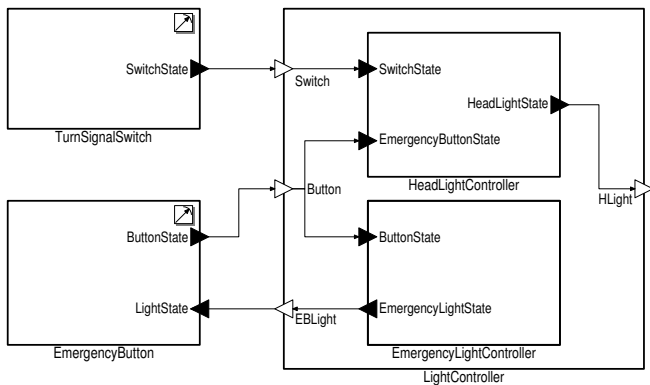 SwitchState
TurnSignalSwitch
Switch
SwitchState
HeadLightState
EmergencyButtonState
HeadLightController
HLight
Button
ButtonState
LightState
EmergencyButton
ButtonState
EmergencyLightState
EBLight
EmergencyLightController
LightController